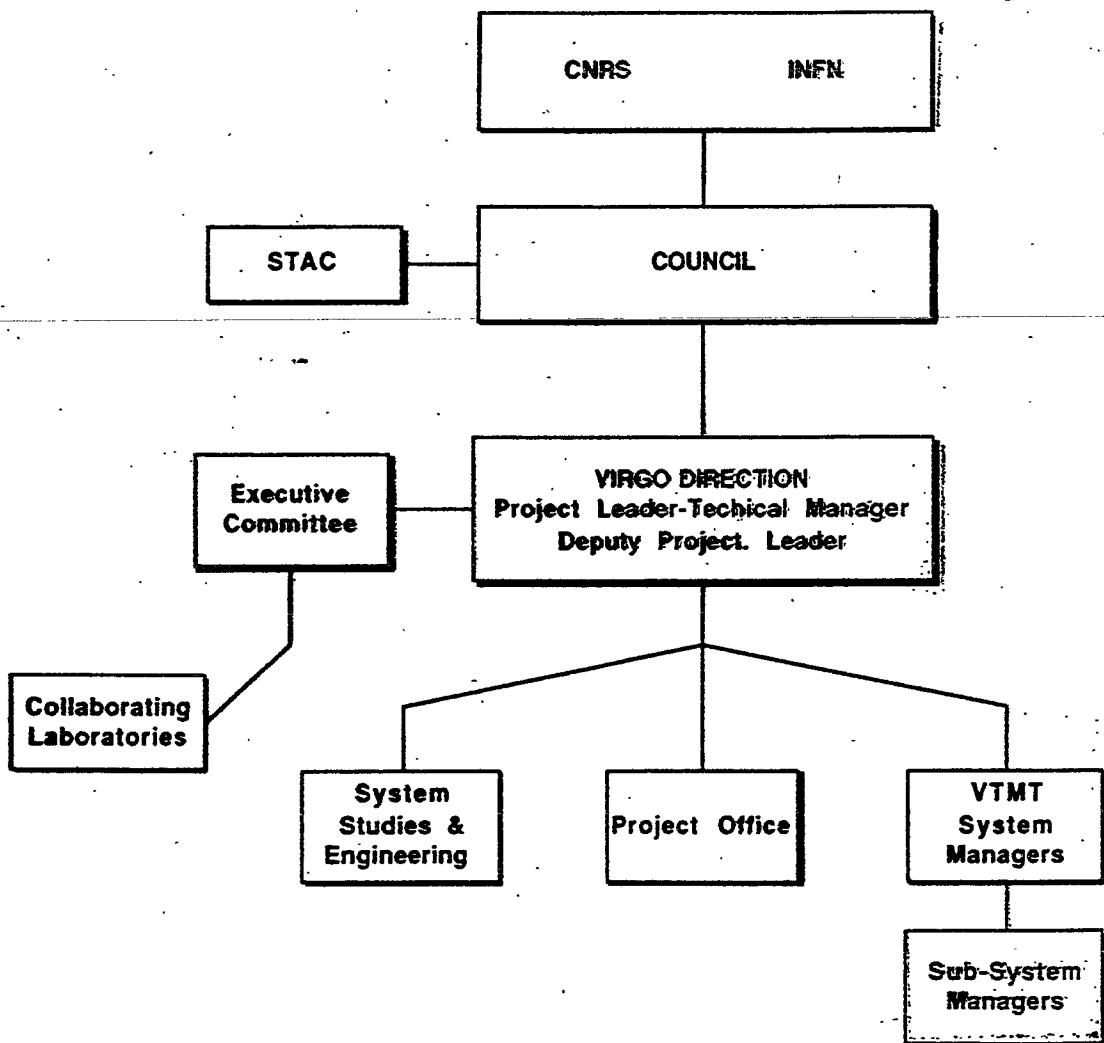 CNRS INFN
STAC
COUNCIL
Executive
Committee
VIRGO DIRECTION
Project Leader-Techical Manager
Deputy Project. Leader
Collaborating
Laboratories
System
Studies &
Engineering
Project Office
VTMT
System
Managers
Sub-System
Managers